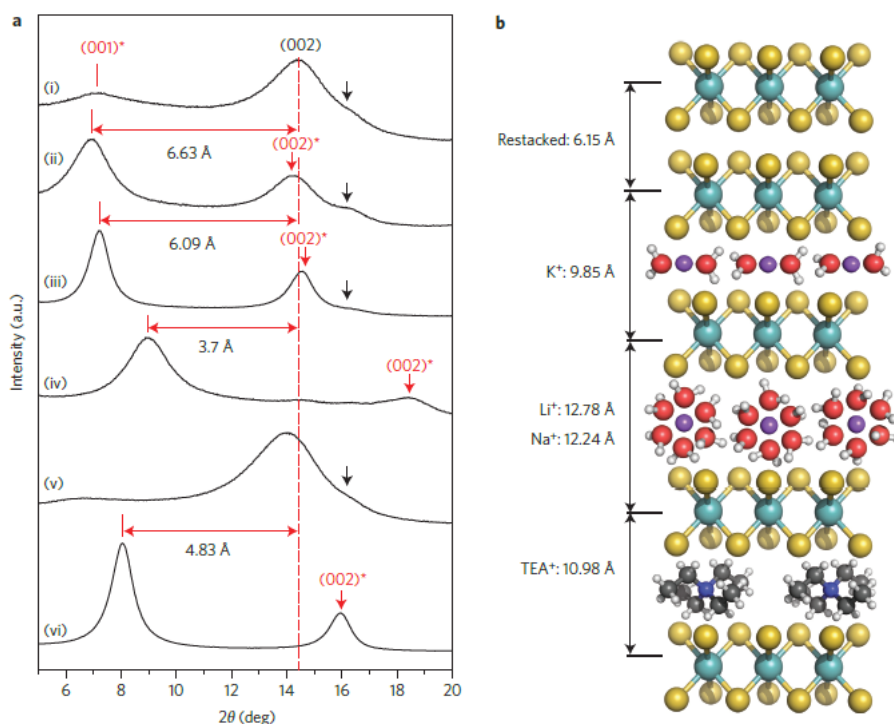 a
b
(001)*
(002)
(i)
6.63 Å
(002)*
(ii)
6.09 Å
(002)*
(iii)
3.7 Å
(002)*
(iv)
(v)
4.83 Å
(002)*
(vi)
Intensity (a.u.)
6 8 10 12 14 16 18 20
2θ (deg)
Restacked: 6.15 Å
K⁺: 9.85 Å
Li⁺: 12.78 Å
Na⁺: 12.24 Å
TEA⁺: 10.98 Å